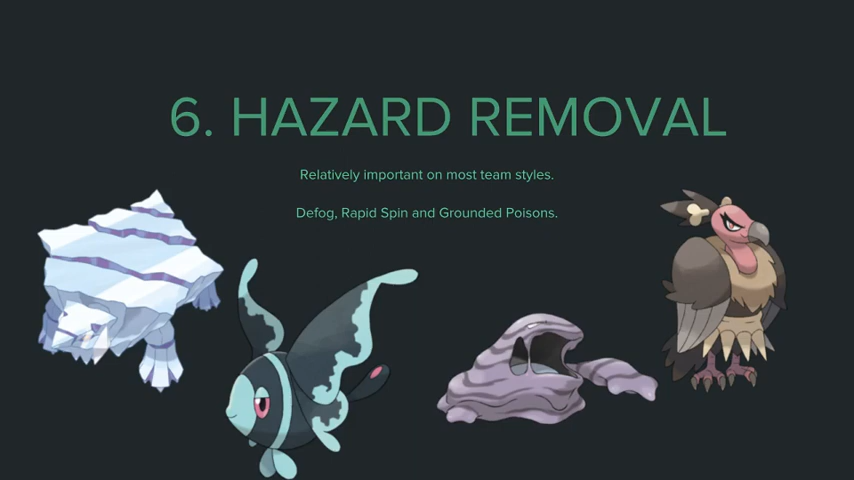 6. HAZARD REMOVAL
Relatively important on most team styles.
Defog, Rapid Spin and Grounded Poisons.